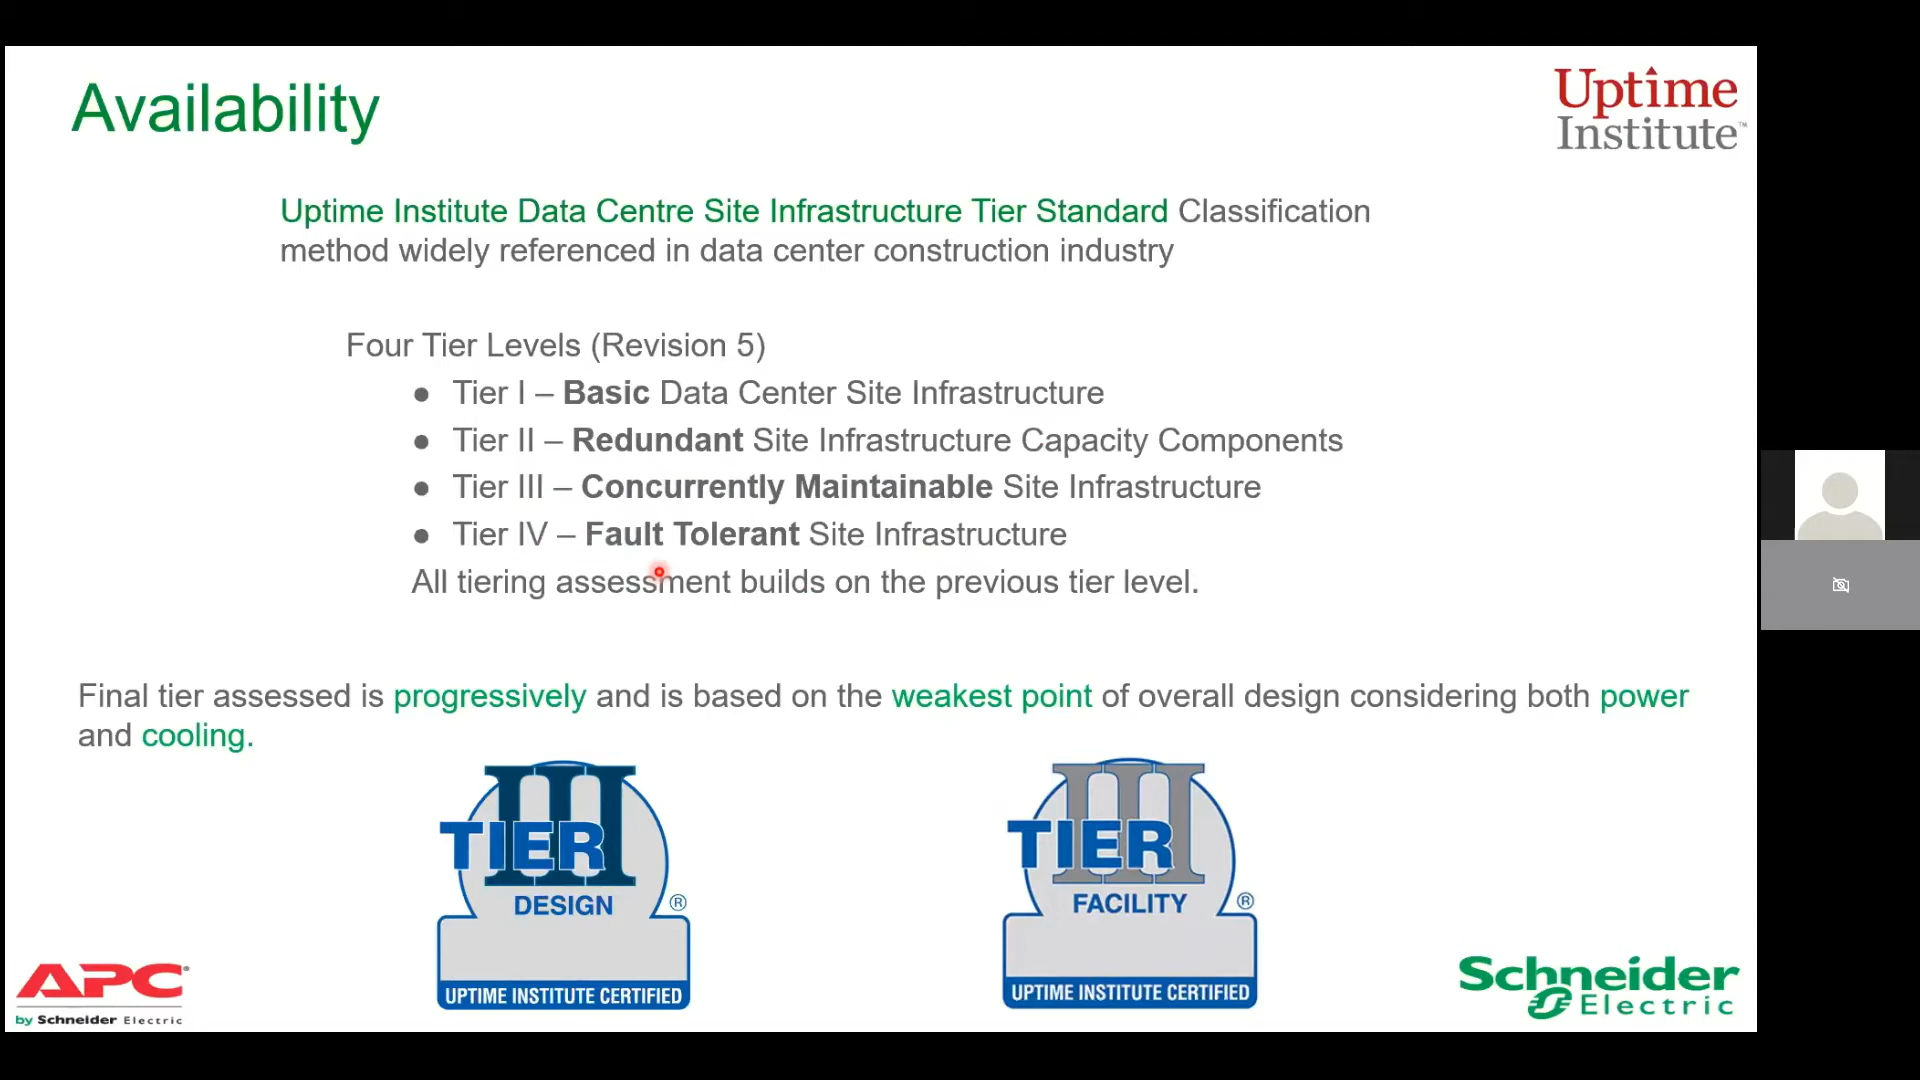 Availability
Uptime
Institute™
Uptime Institute Data Centre Site Infrastructure Tier Standard Classification
method widely referenced in data center construction industry
Four Tier Levels (Revision 5)
● Tier I – Basic Data Center Site Infrastructure
● Tier II – Redundant Site Infrastructure Capacity Components
● Tier III – Concurrently Maintainable Site Infrastructure
● Tier IV – Fault Tolerant Site Infrastructure
All tiering assessment builds on the previous tier level.
Final tier assessed is progressively and is based on the weakest point of overall design considering both power
and cooling.
III
TIER
DESIGN ®
UPTIME INSTITUTE CERTIFIED
III
TIER
FACILITY ®
UPTIME INSTITUTE CERTIFIED
APC®
by Schneider Electric
Schneider
Electric